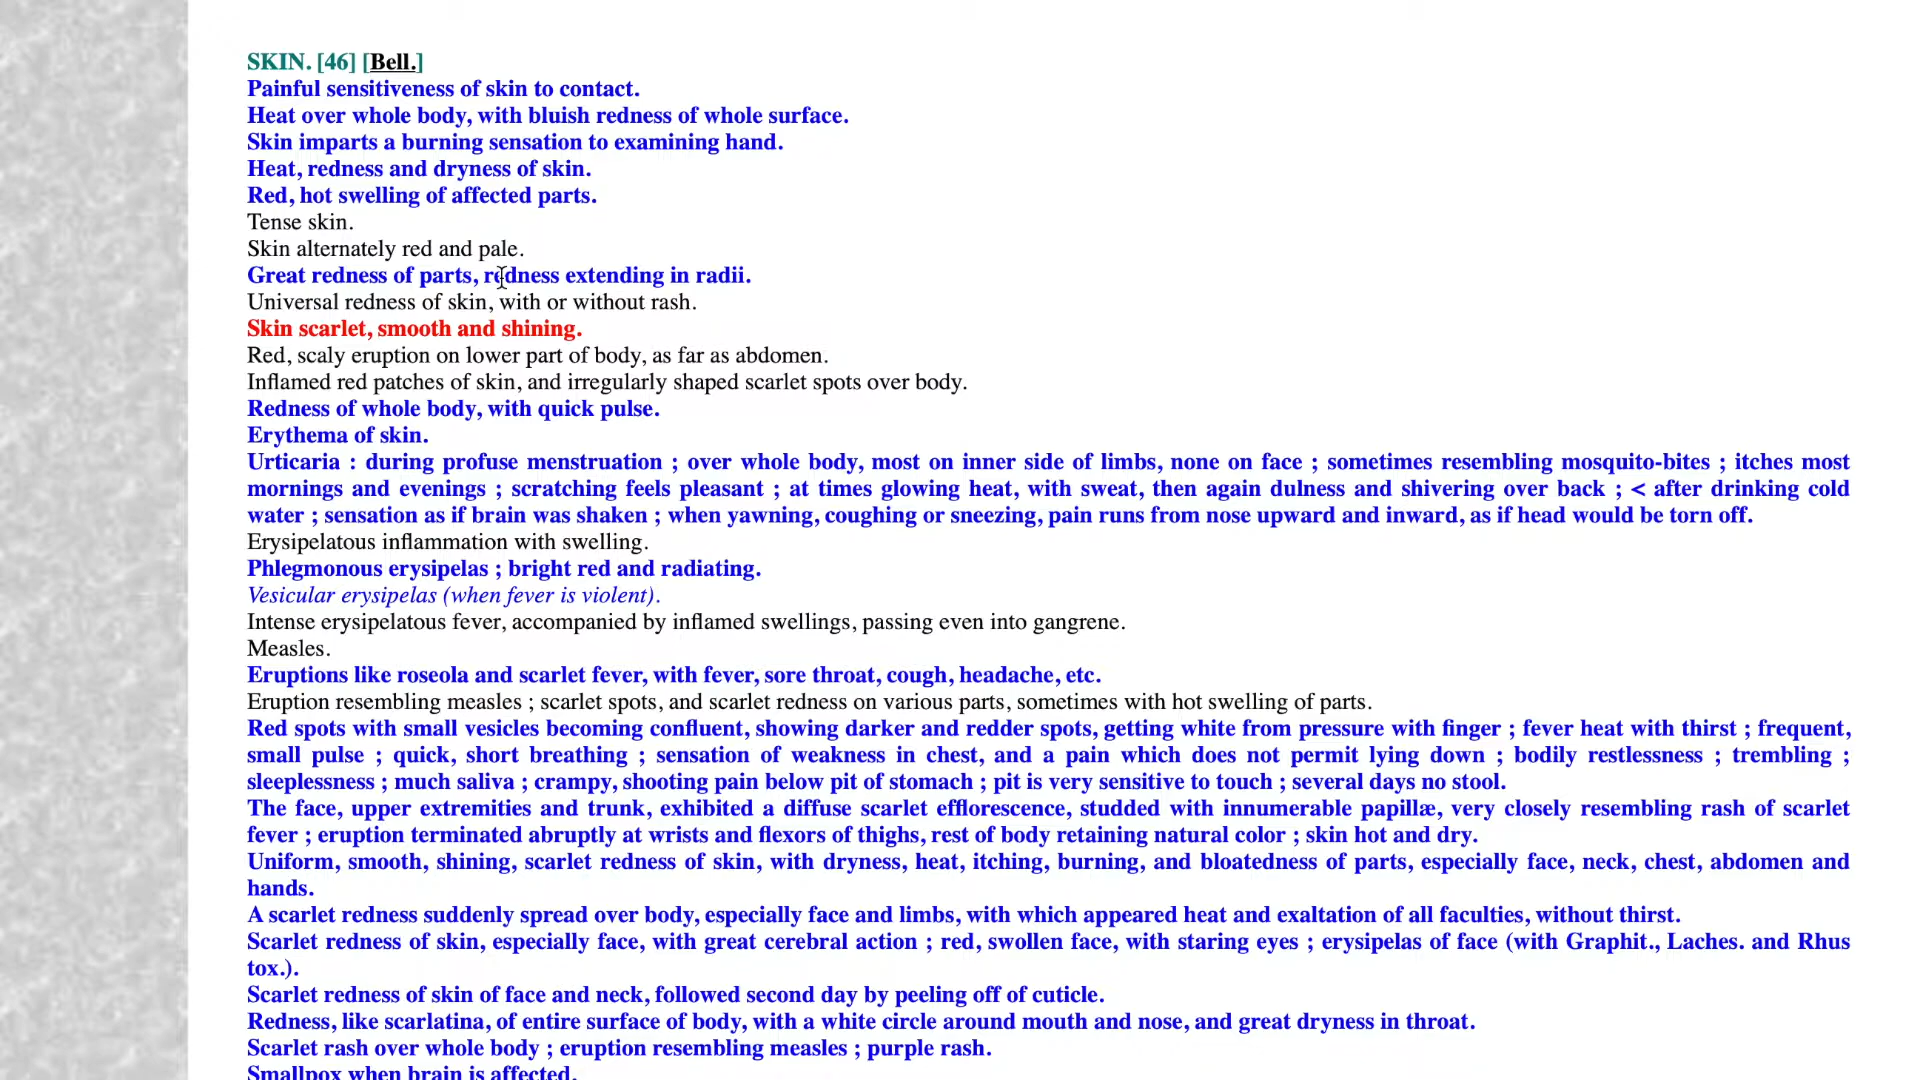 SKIN. [46] [Bell.]
Painful sensitiveness of skin to contact.
Heat over whole body, with bluish redness of whole surface.
Skin imparts a burning sensation to examining hand.
Heat, redness and dryness of skin.
Red, hot swelling of affected parts.
Tense skin.
Skin alternately red and pale.
Great redness of parts, redness extending in radii.
Universal redness of skin, with or without rash.
Skin scarlet, smooth and shining.
Red, scaly eruption on lower part of body, as far as abdomen.
Inflamed red patches of skin, and irregularly shaped scarlet spots over body.
Redness of whole body, with quick pulse.
Erythema of skin.
Urticaria : during profuse menstruation ; over whole body, most on inner side of limbs, none on face ; sometimes resembling mosquito-bites ; itches most
mornings and evenings ; scratching feels pleasant ; at times glowing heat, with sweat, then again dulness and shivering over back ; < after drinking cold
water ; sensation as if brain was shaken ; when yawning, coughing or sneezing, pain runs from nose upward and inward, as if head would be torn off.
Erysipelatous inflammation with swelling.
Phlegmonous erysipelas ; bright red and radiating.
Vesicular erysipelas (when fever is violent).
Intense erysipelatous fever, accompanied by inflamed swellings, passing even into gangrene.
Measles.
Eruptions like roseola and scarlet fever, with fever, sore throat, cough, headache, etc.
Eruption resembling measles ; scarlet spots, and scarlet redness on various parts, sometimes with hot swelling of parts.
Red spots with small vesicles becoming confluent, showing darker and redder spots, getting white from pressure with finger ; fever heat with thirst ; frequent,
small pulse ; quick, short breathing ; sensation of weakness in chest, and a pain which does not permit lying down ; bodily restlessness ; trembling ;
sleeplessness ; much saliva ; crampy, shooting pain below pit of stomach ; pit is very sensitive to touch ; several days no stool.
The face, upper extremities and trunk, exhibited a diffuse scarlet efflorescence, studded with innumerable papillæ, very closely resembling rash of scarlet
fever ; eruption terminated abruptly at wrists and flexors of thighs, rest of body retaining natural color ; skin hot and dry.
Uniform, smooth, shining, scarlet redness of skin, with dryness, heat, itching, burning, and bloatedness of parts, especially face, neck, chest, abdomen and
hands.
A scarlet redness suddenly spread over body, especially face and limbs, with which appeared heat and exaltation of all faculties, without thirst.
Scarlet redness of skin, especially face, with great cerebral action ; red, swollen face, with staring eyes ; erysipelas of face (with Graphit., Laches. and Rhus
tox.).
Scarlet redness of skin of face and neck, followed second day by peeling off of cuticle.
Redness, like scarlatina, of entire surface of body, with a white circle around mouth and nose, and great dryness in throat.
Scarlet rash over whole body ; eruption resembling measles ; purple rash.
Smallpox when brain is affected.